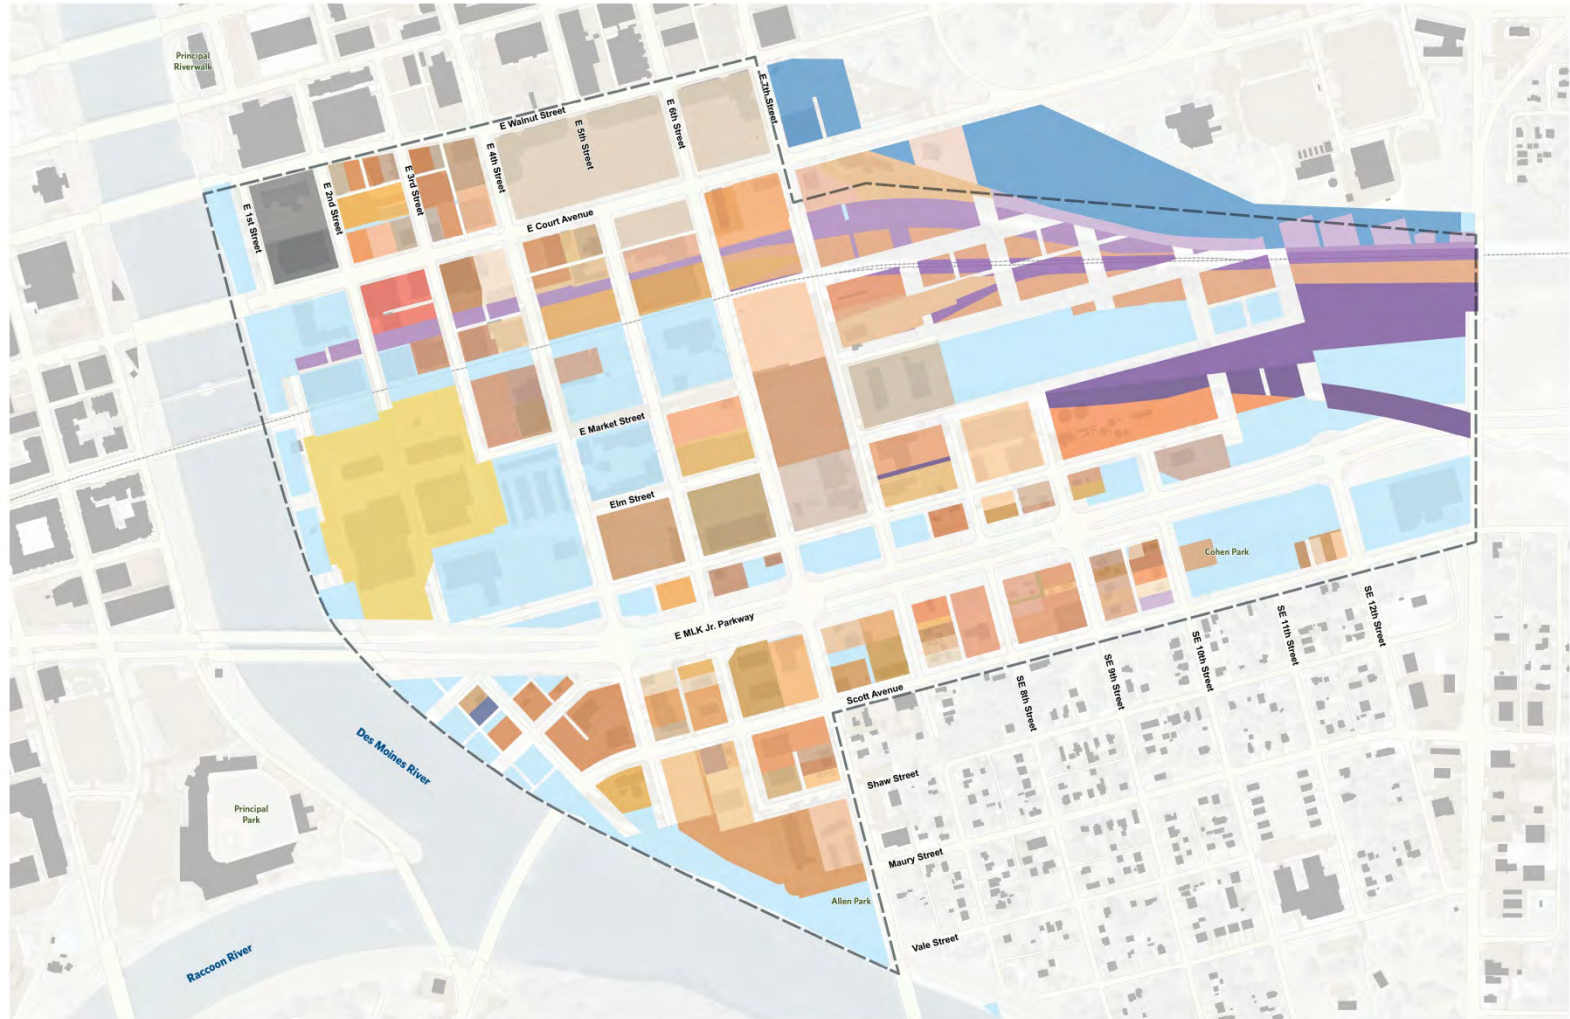 Principal
Riverwalk
E 7th Street
E Walnut Street
E 6th Street
E 5th Street
E 4th Street
E 3rd Street
E 2nd Street
E 1st Street
E Court Avenue
E Market Street
Elm Street
Cohen Park
E MLK Jr. Parkway
SE 12th Street
SE 11th Street
SE 10th Street
SE 9th Street
SE 8th Street
Scott Avenue
Des Moines River
Shaw Street
Principal
Park
Maury Street
Allen Park
Vale Street
Raccoon River